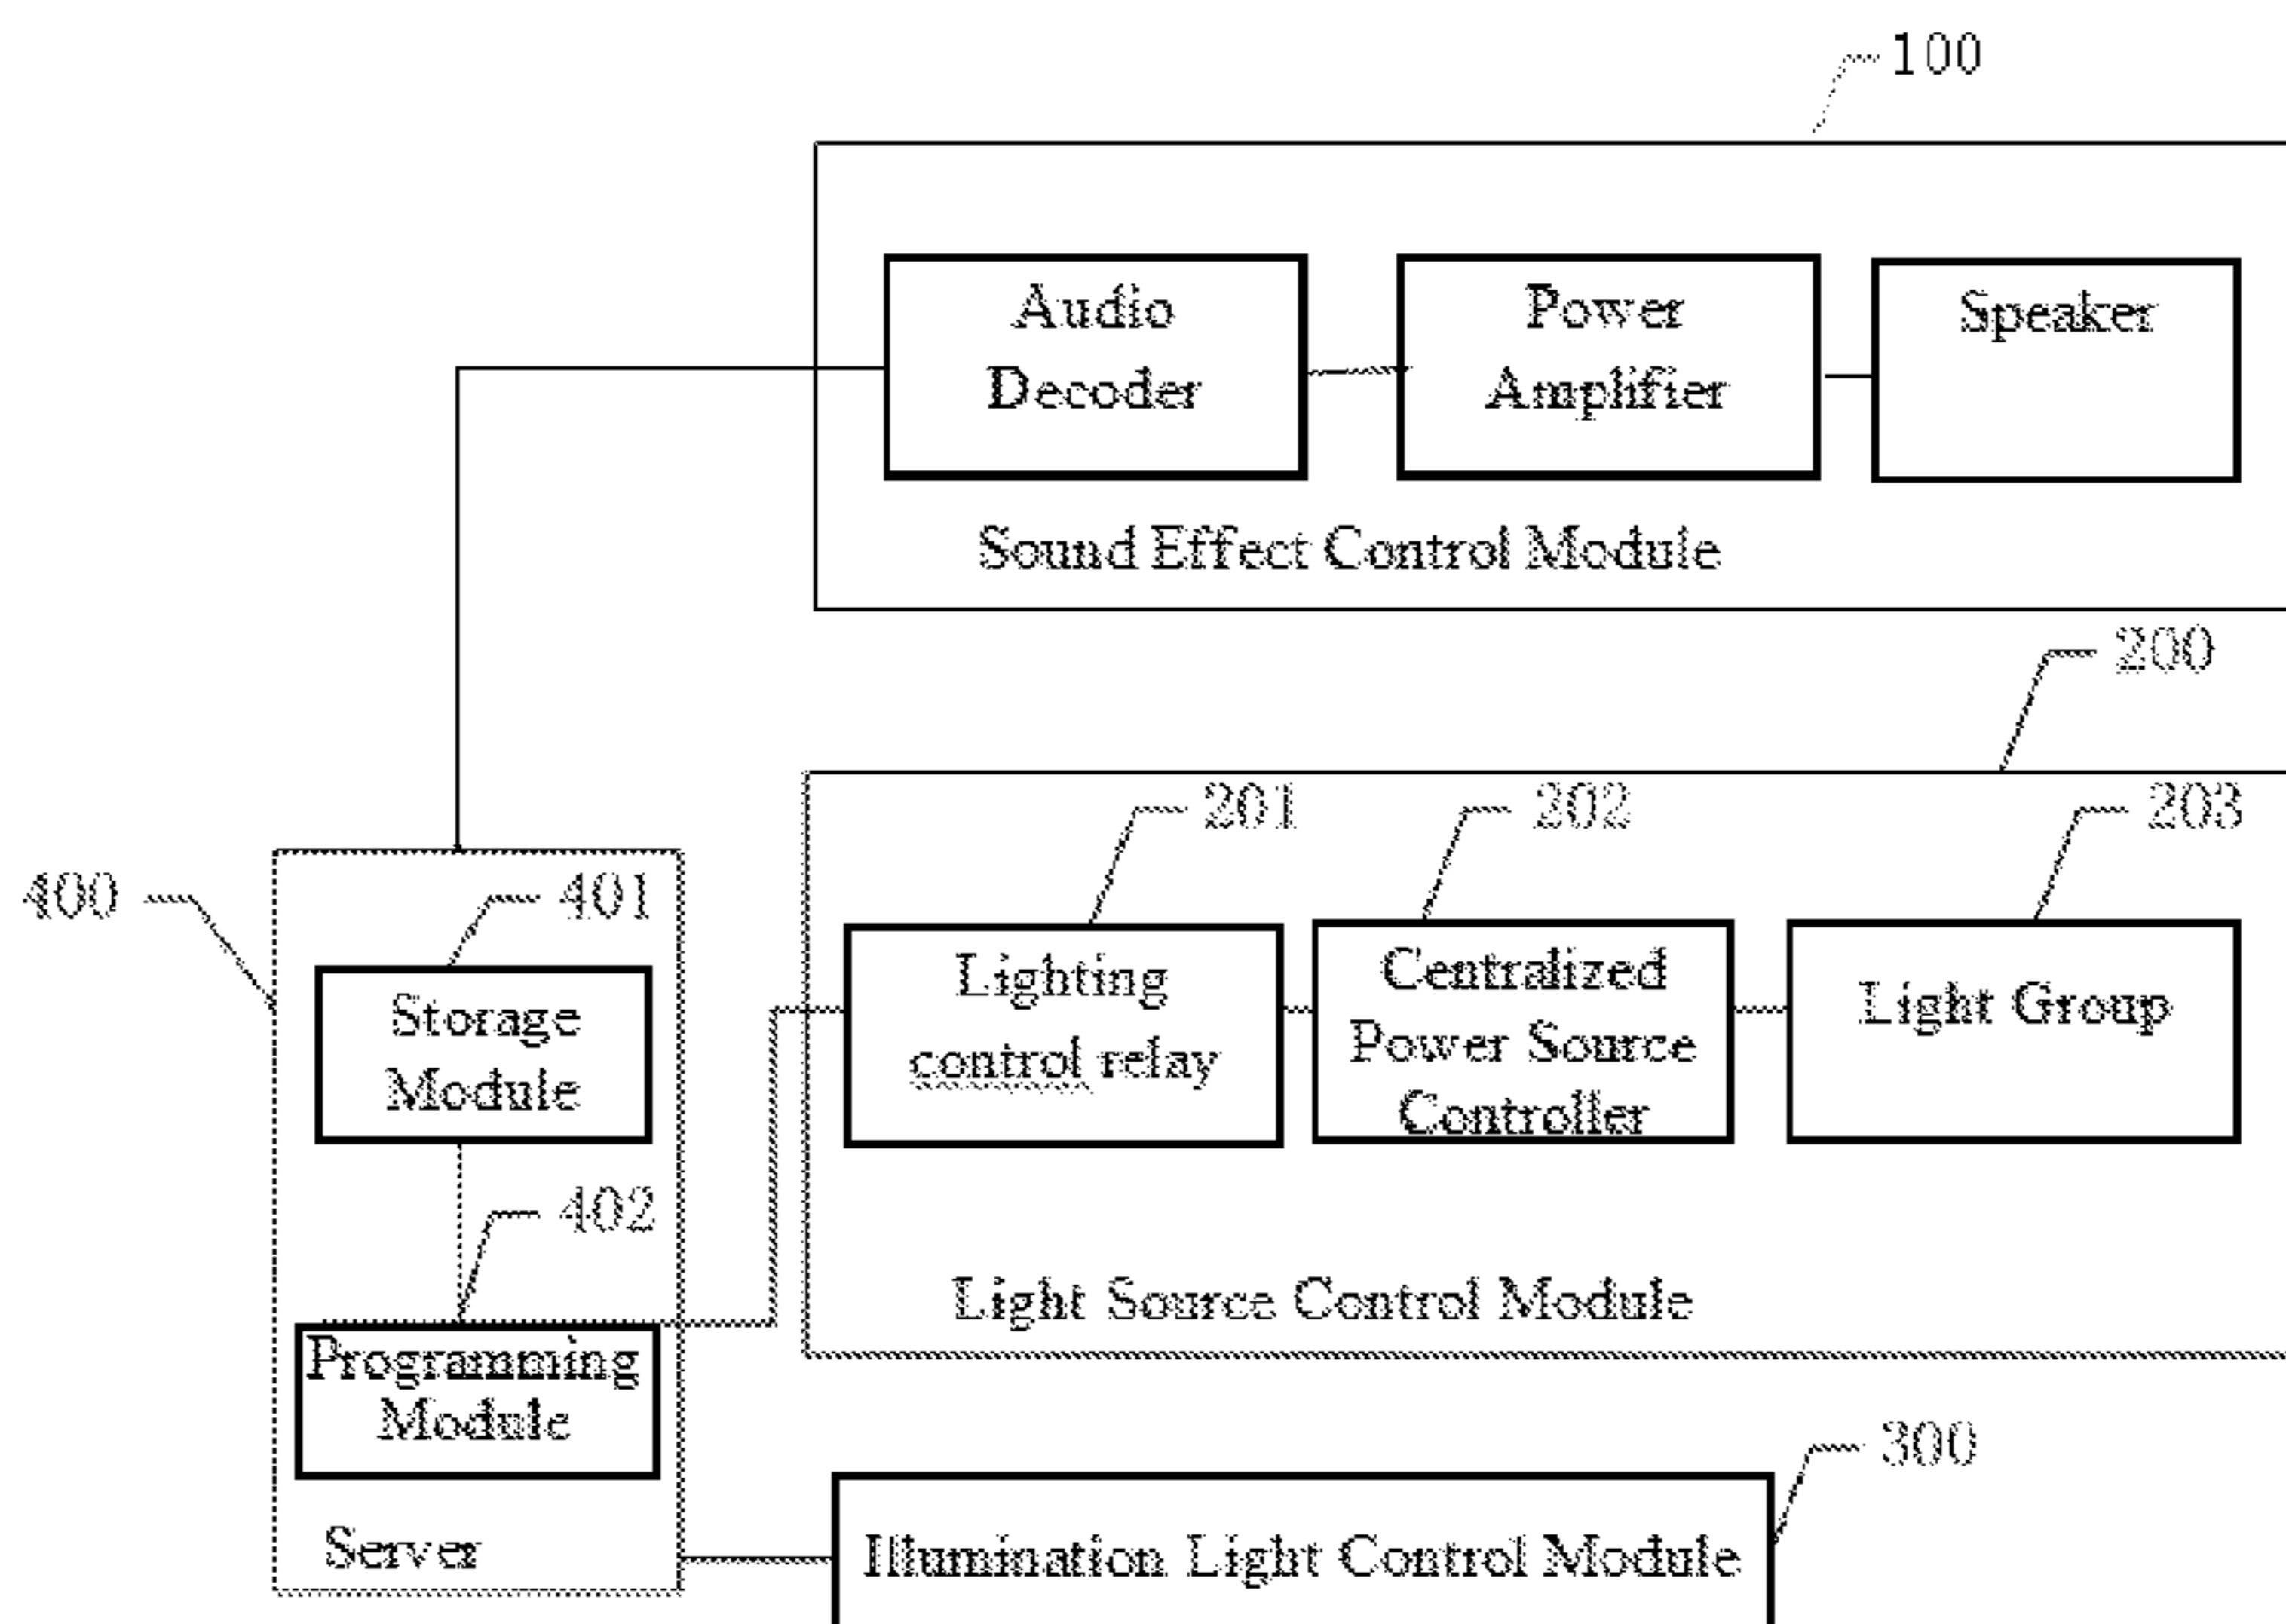 100
Audio
Decoder
Power
Amplifier
Speaker
Sound Effect Control Module
200
201
202
203
Lighting
control relay
Centralized
Power Source
Controller
Light Group
Light Source Control Module
400
401
Storage
Module
402
Programming
Module
Server
300
Illumination Light Control Module